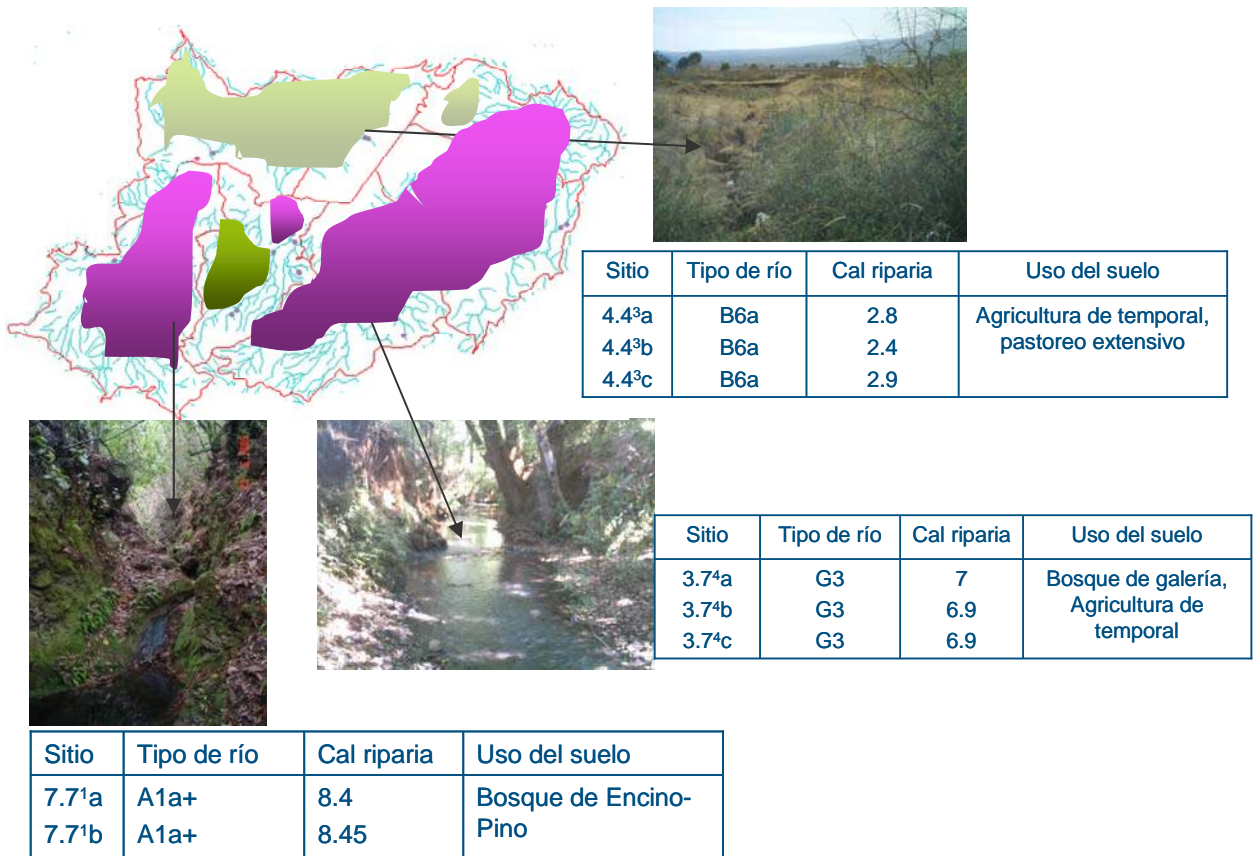 Sitio Tipo de río Cal riparia Uso del suelo
4.4³a B6a 2.8 Agricultura de temporal,
4.4³b B6a 2.4 pastoreo extensivo
4.4³c B6a 2.9
Sitio Tipo de río Cal riparia Uso del suelo
3.7⁴a G3 7 Bosque de galería,
3.7⁴b G3 6.9 Agricultura de
3.7⁴c G3 6.9 temporal
Sitio Tipo de río Cal riparia Uso del suelo
7.7¹a A1a+ 8.4 Bosque de Encino-
7.7¹b A1a+ 8.45 Pino